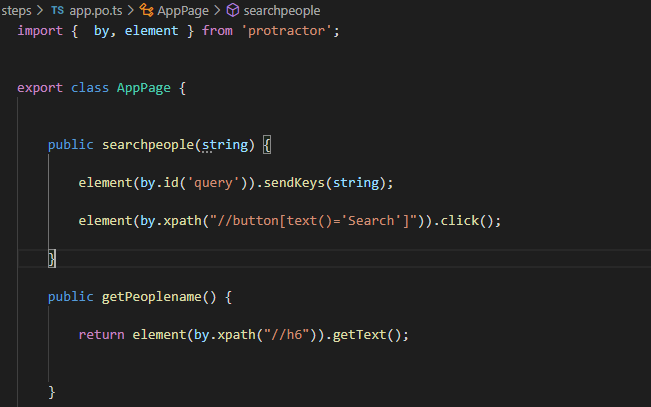 steps > TS app.po.ts > AppPage > searchpeople
import {  by, element } from 'protractor';
export class AppPage {
public searchpeople(string) {
element(by.id('query')).sendKeys(string);
element(by.xpath("//button[text()='Search']")).click();
}
public getPeoplename() {
return element(by.xpath("//h6")).getText();
}